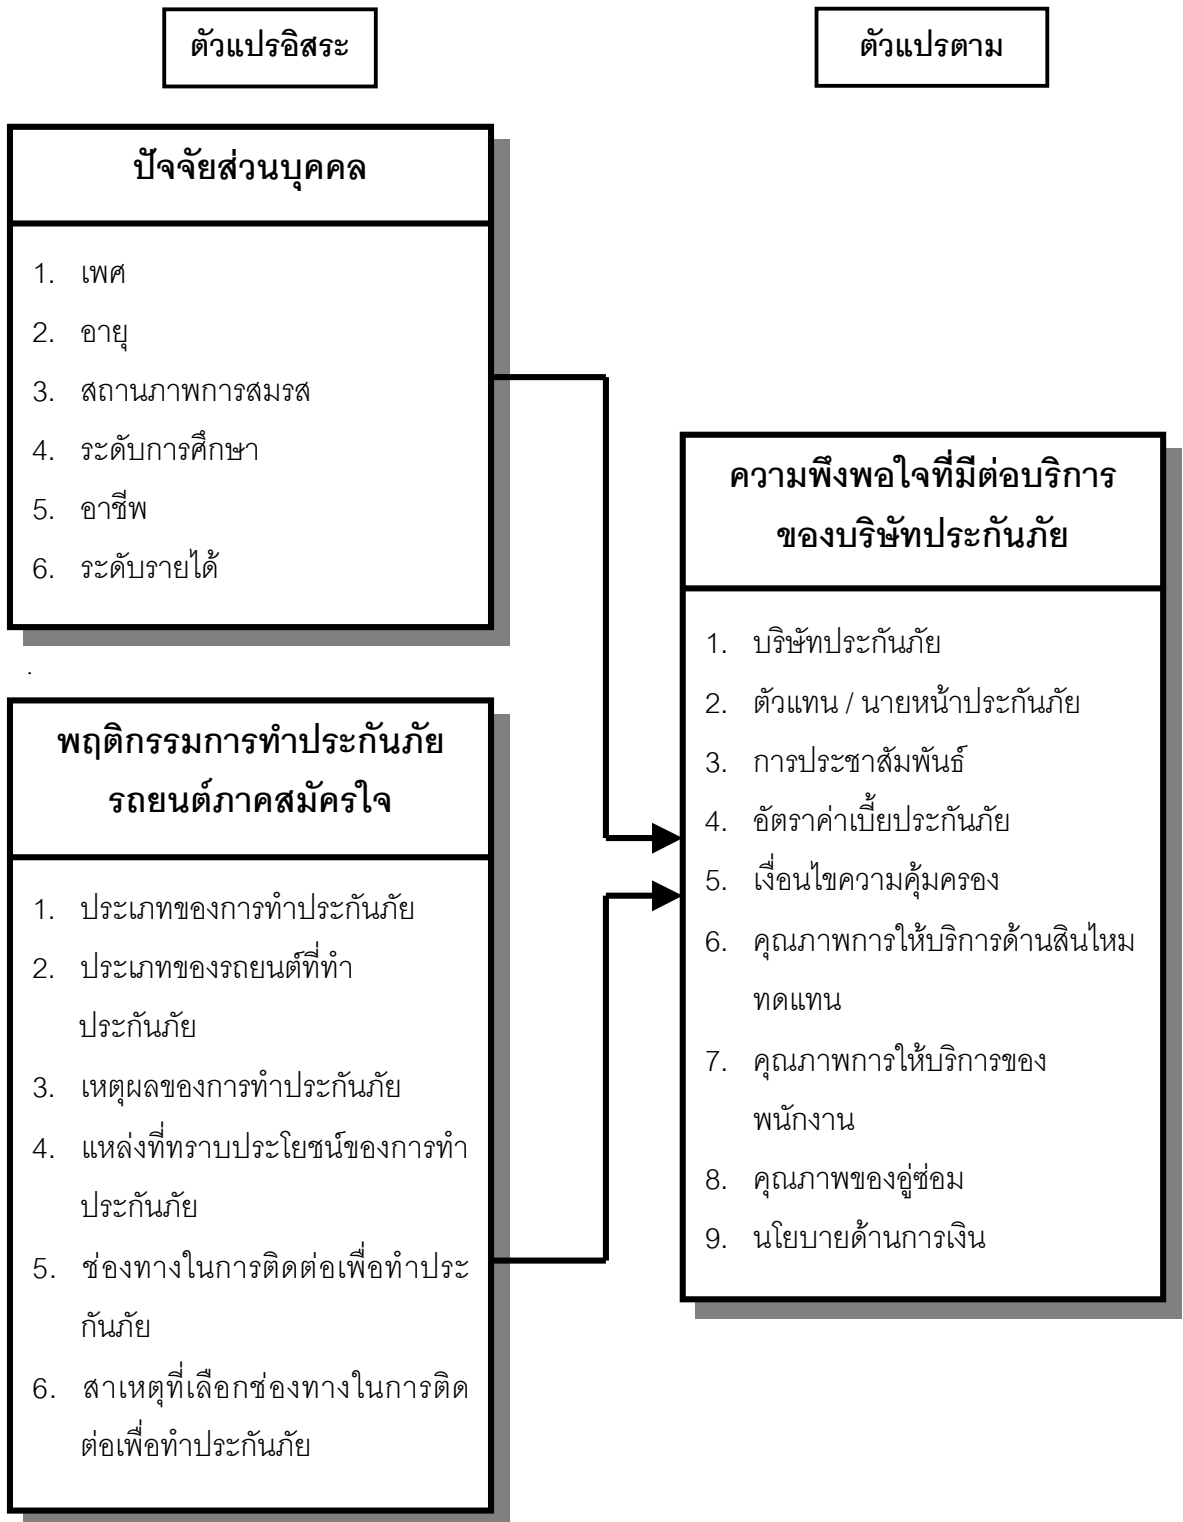 ตัวแปรอิสระ
ตัวแปรตาม
ปัจจัยส่วนบุคคล
1. เพศ
2. อายุ
3. สถานภาพการสมรส
4. ระดับการศึกษา
5. อาชีพ
6. ระดับรายได้
.
พฤติกรรมการทำประกันภัย
รถยนต์ภาคสมัครใจ
1. ประเภทของการทำประกันภัย
2. ประเภทของรถยนต์ที่ทำ
ประกันภัย
3. เหตุผลของการทำประกันภัย
4. แหล่งที่ทราบประโยชน์ของการทำ
ประกันภัย
5. ช่องทางในการติดต่อเพื่อทำประ
กันภัย
6. สาเหตุที่เลือกช่องทางในการติด
ต่อเพื่อทำประกันภัย
ความพึงพอใจที่มีต่อบริการ
ของบริษัทประกันภัย
1. บริษัทประกันภัย
2. ตัวแทน / นายหน้าประกันภัย
3. การประชาสัมพันธ์
4. อัตราค่าเบี้ยประกันภัย
5. เงื่อนไขความคุ้มครอง
6. คุณภาพการให้บริการด้านสินไหม
ทดแทน
7. คุณภาพการให้บริการของ
พนักงาน
8. คุณภาพของอู่ซ่อม
9. นโยบายด้านการเงิน